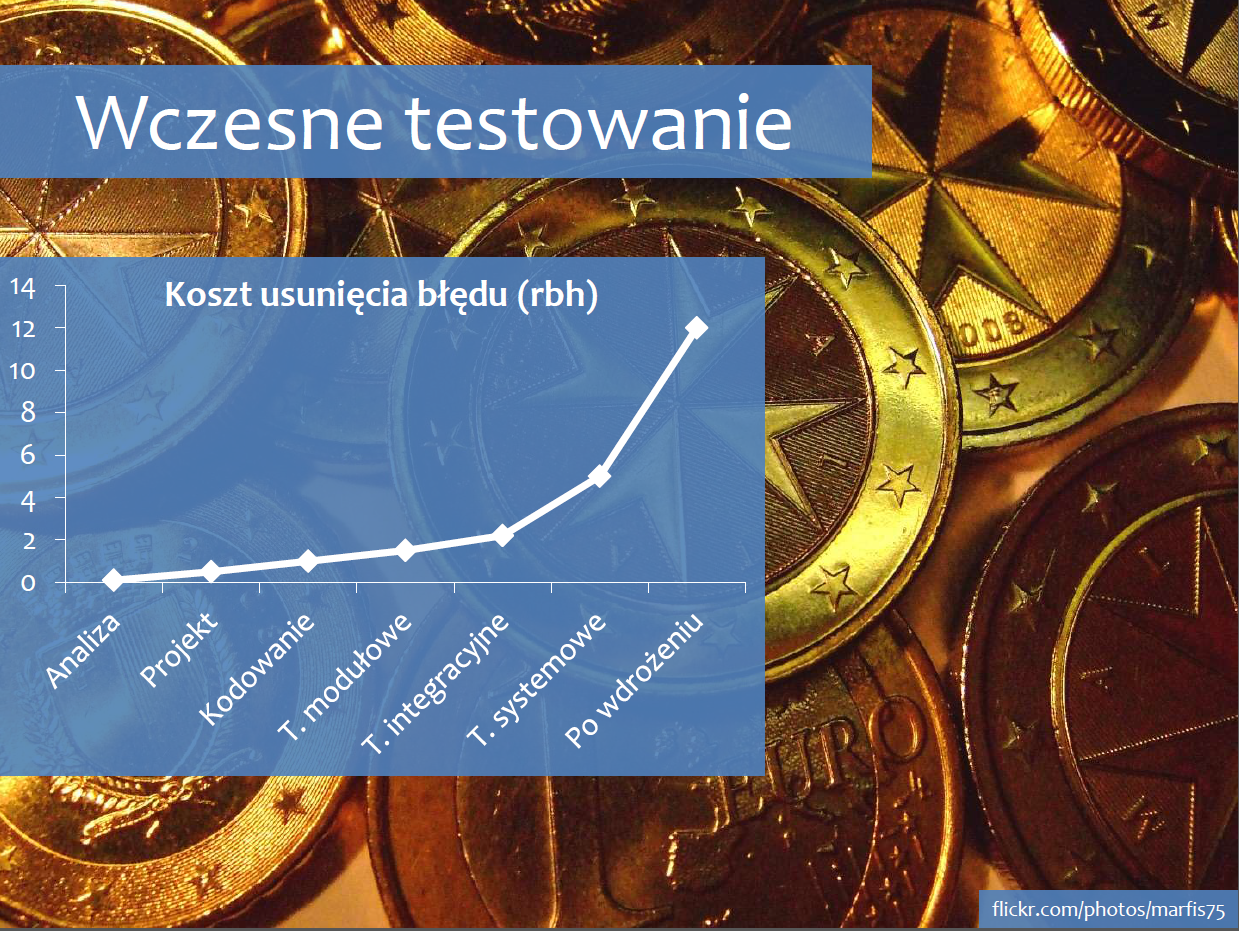 Wczesne testowanie
Koszt usunięcia błędu (rbh)
14
12
10
8
6
4
2
0
Analiza
Projekt
Kodowanie
T. modułowe
T. integracyjne
T. systemowe
Po wdrożeniu
EURO
flickr.com/photos/marfis75